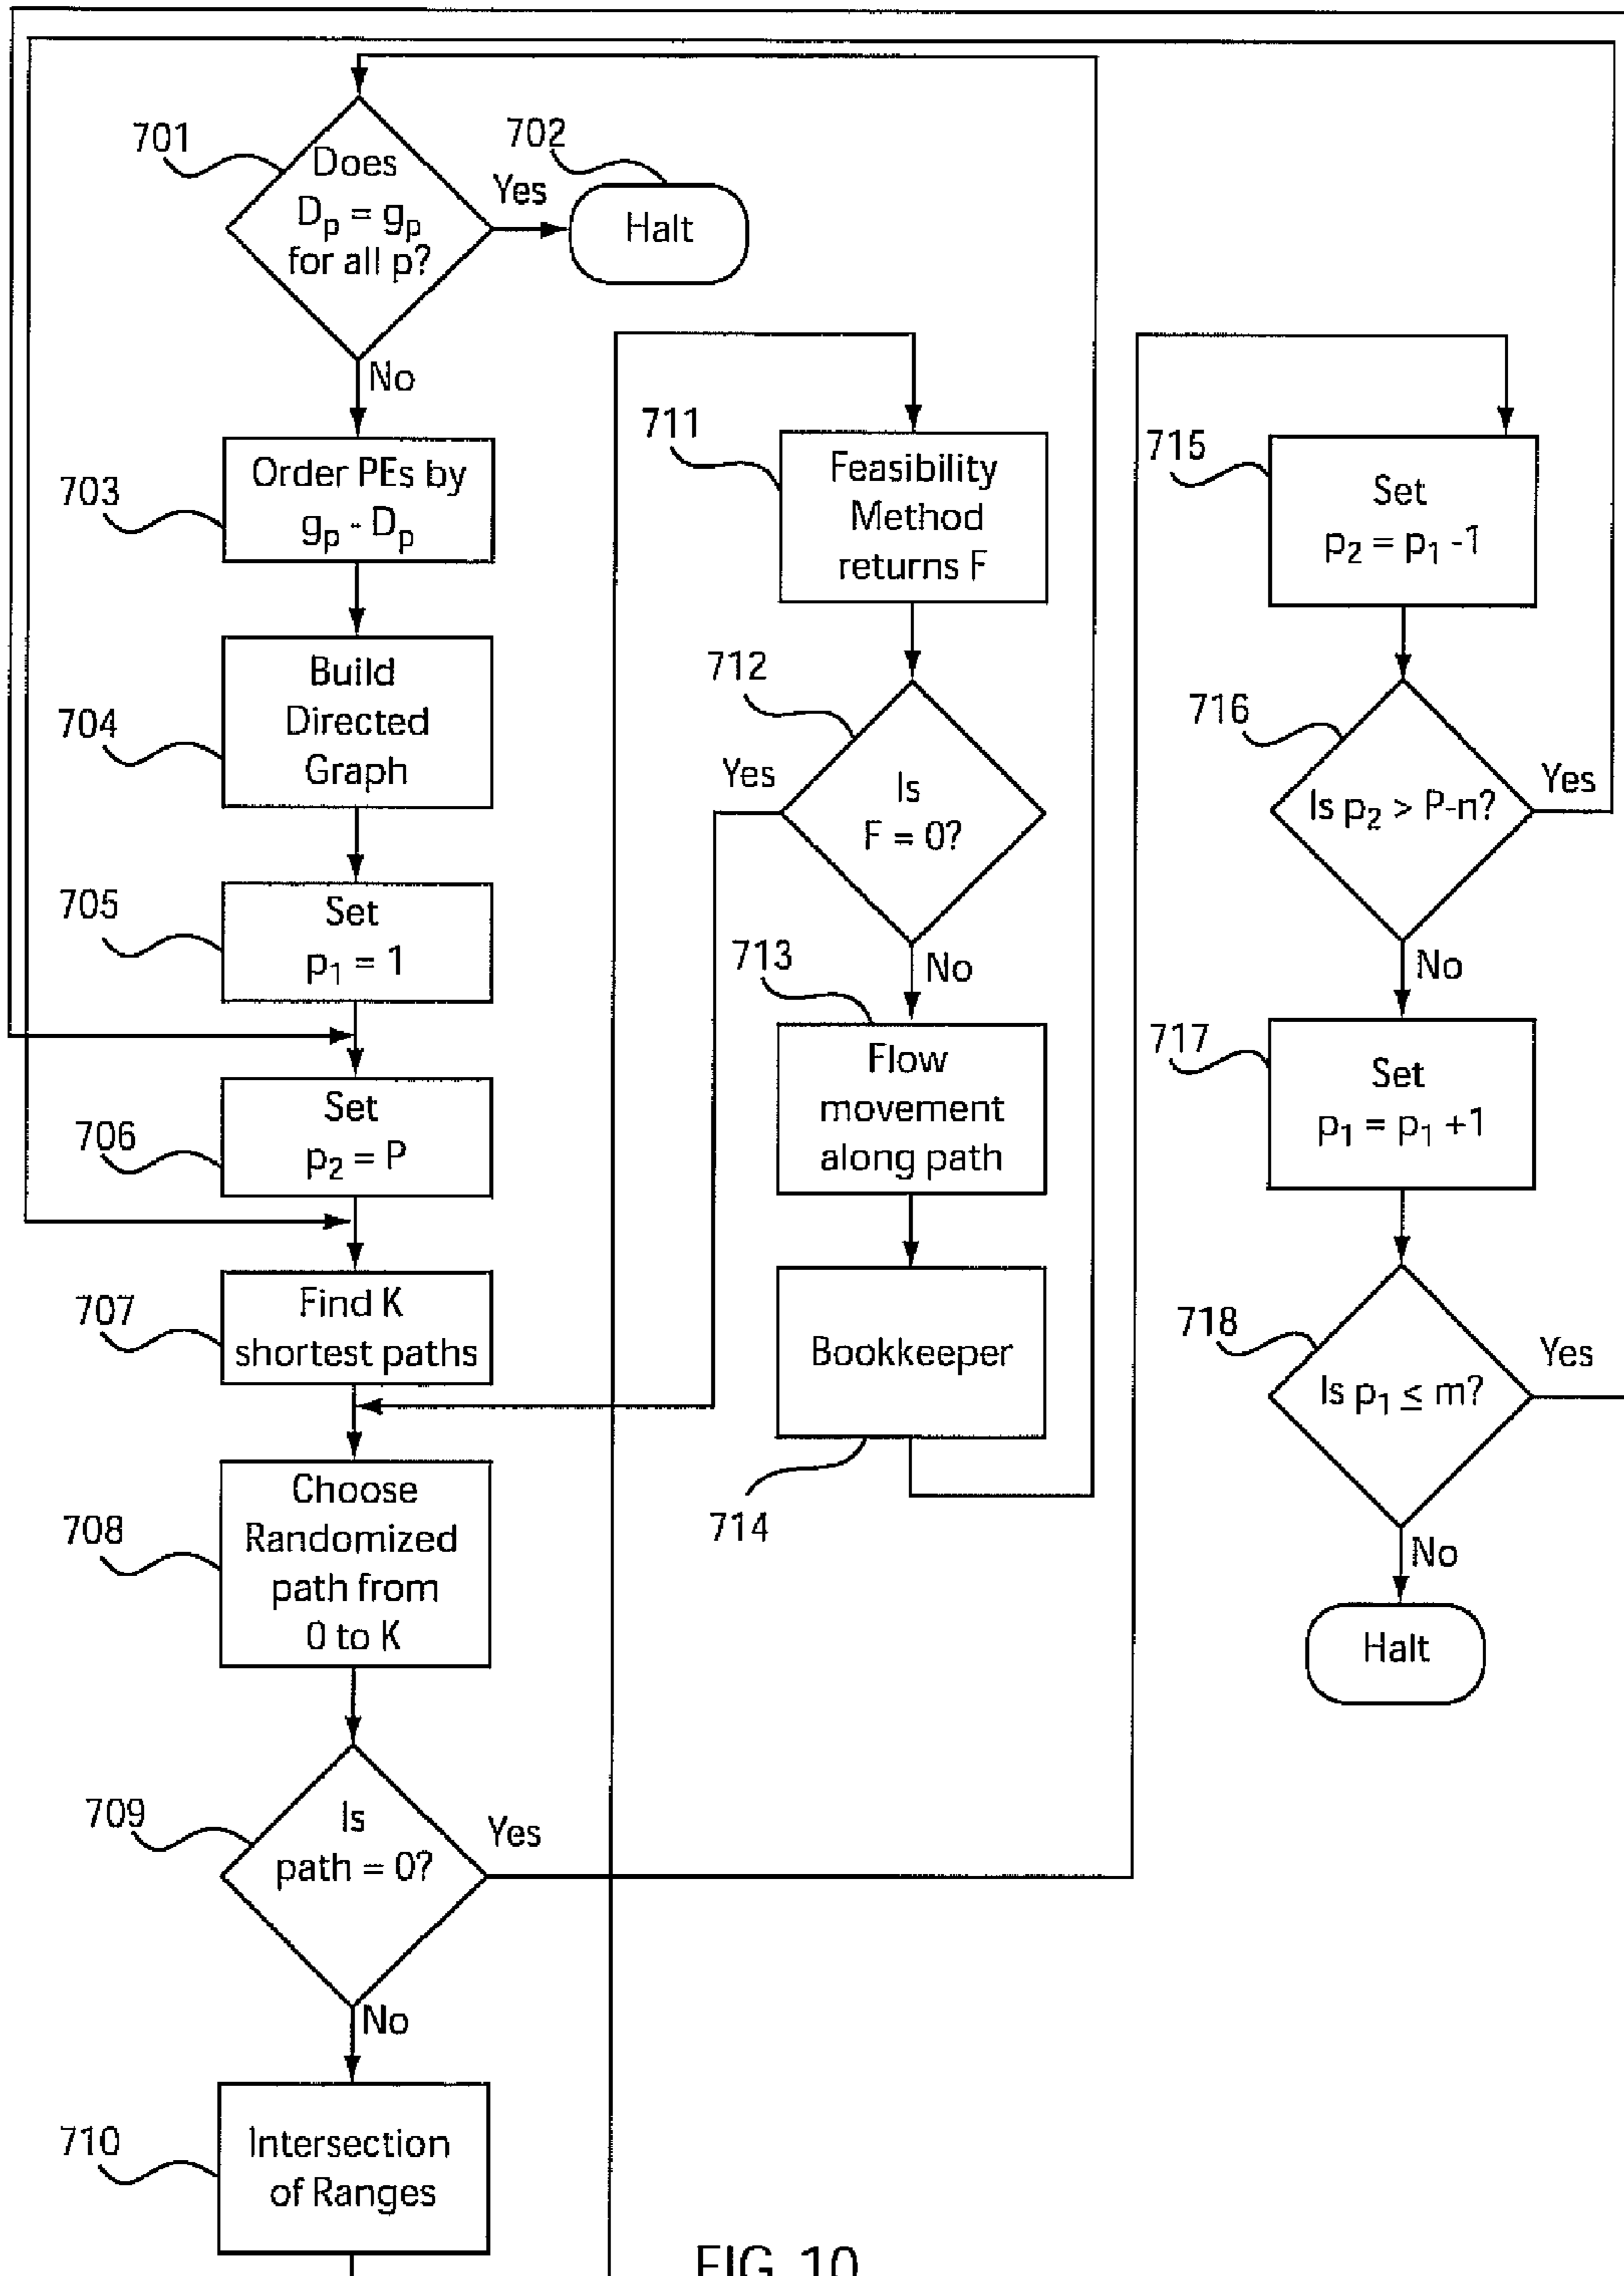 701
Does
Dp = gp
for all p?
Yes
702
Halt
No
703
Order PEs by
gp - Dp
704
Build
Directed
Graph
705
Set
p1 = 1
706
Set
p2 = P
707
Find K
shortest paths
708
Choose
Randomized
path from
0 to K
709
Is
path = 0?
Yes
No
710
Intersection
of Ranges
711
Feasibility
Method
returns F
712
Yes
Is
F = 0?
No
713
Flow
movement
along path
Bookkeeper
714
715
Set
p2 = p1 -1
716
Is p2 > P-n?
Yes
No
717
Set
p1 = p1 +1
718
Is p1 ≤ m?
Yes
No
Halt
FIG. 10